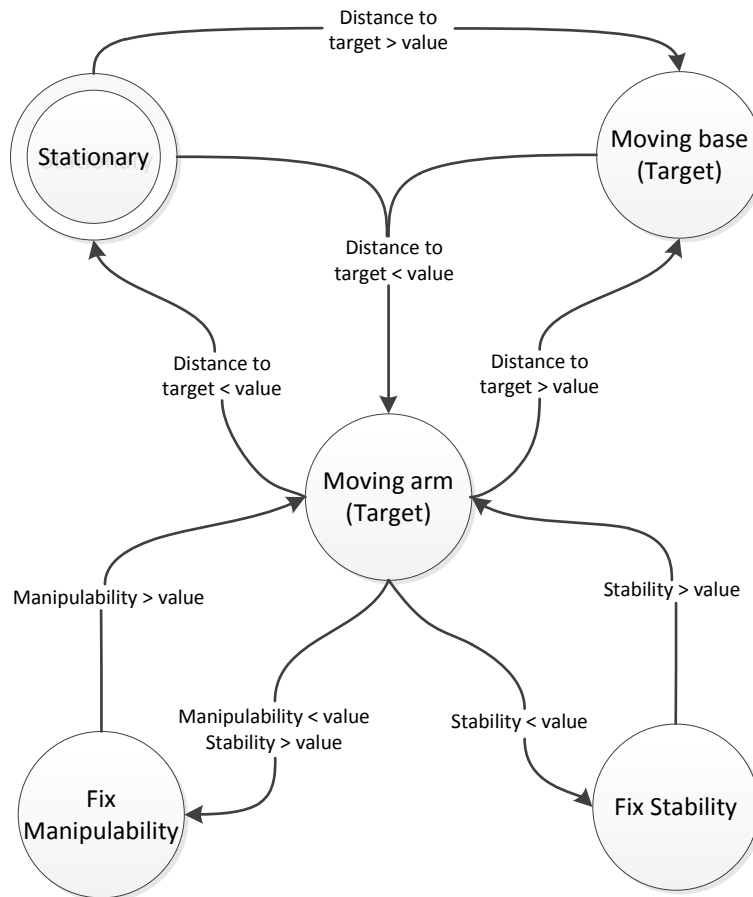 Distance to
target > value
Stationary
Moving base
(Target)
Distance to
target < value
Distance to
target < value
Distance to
target > value
Moving arm
(Target)
Manipulability > value
Stability > value
Manipulability < value
Stability > value
Stability < value
Fix
Manipulability
Fix Stability